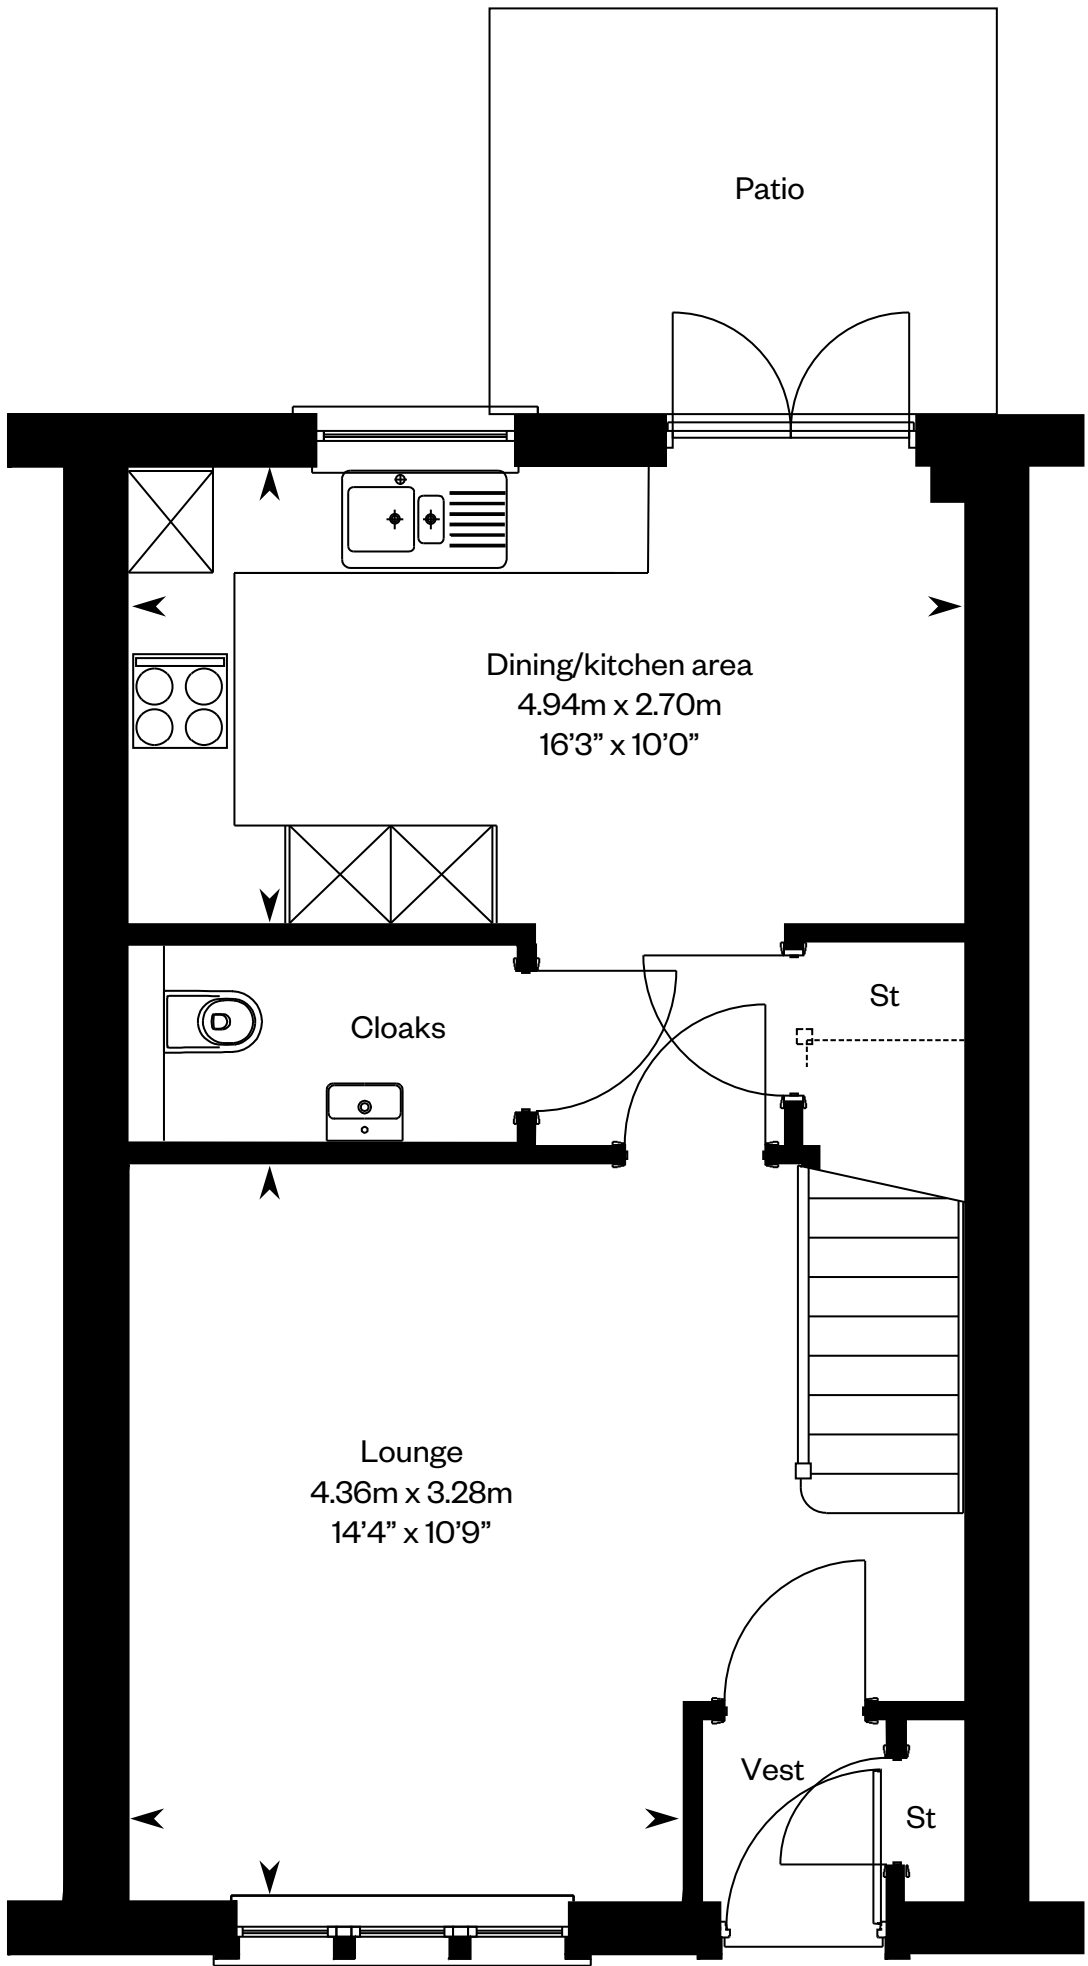 Patio
Dining/kitchen area
4.94m x 2.70m
16’3” x 10’0”
St
Cloaks
Lounge
4.36m x 3.28m
14’4” x 10’9”
Vest
St